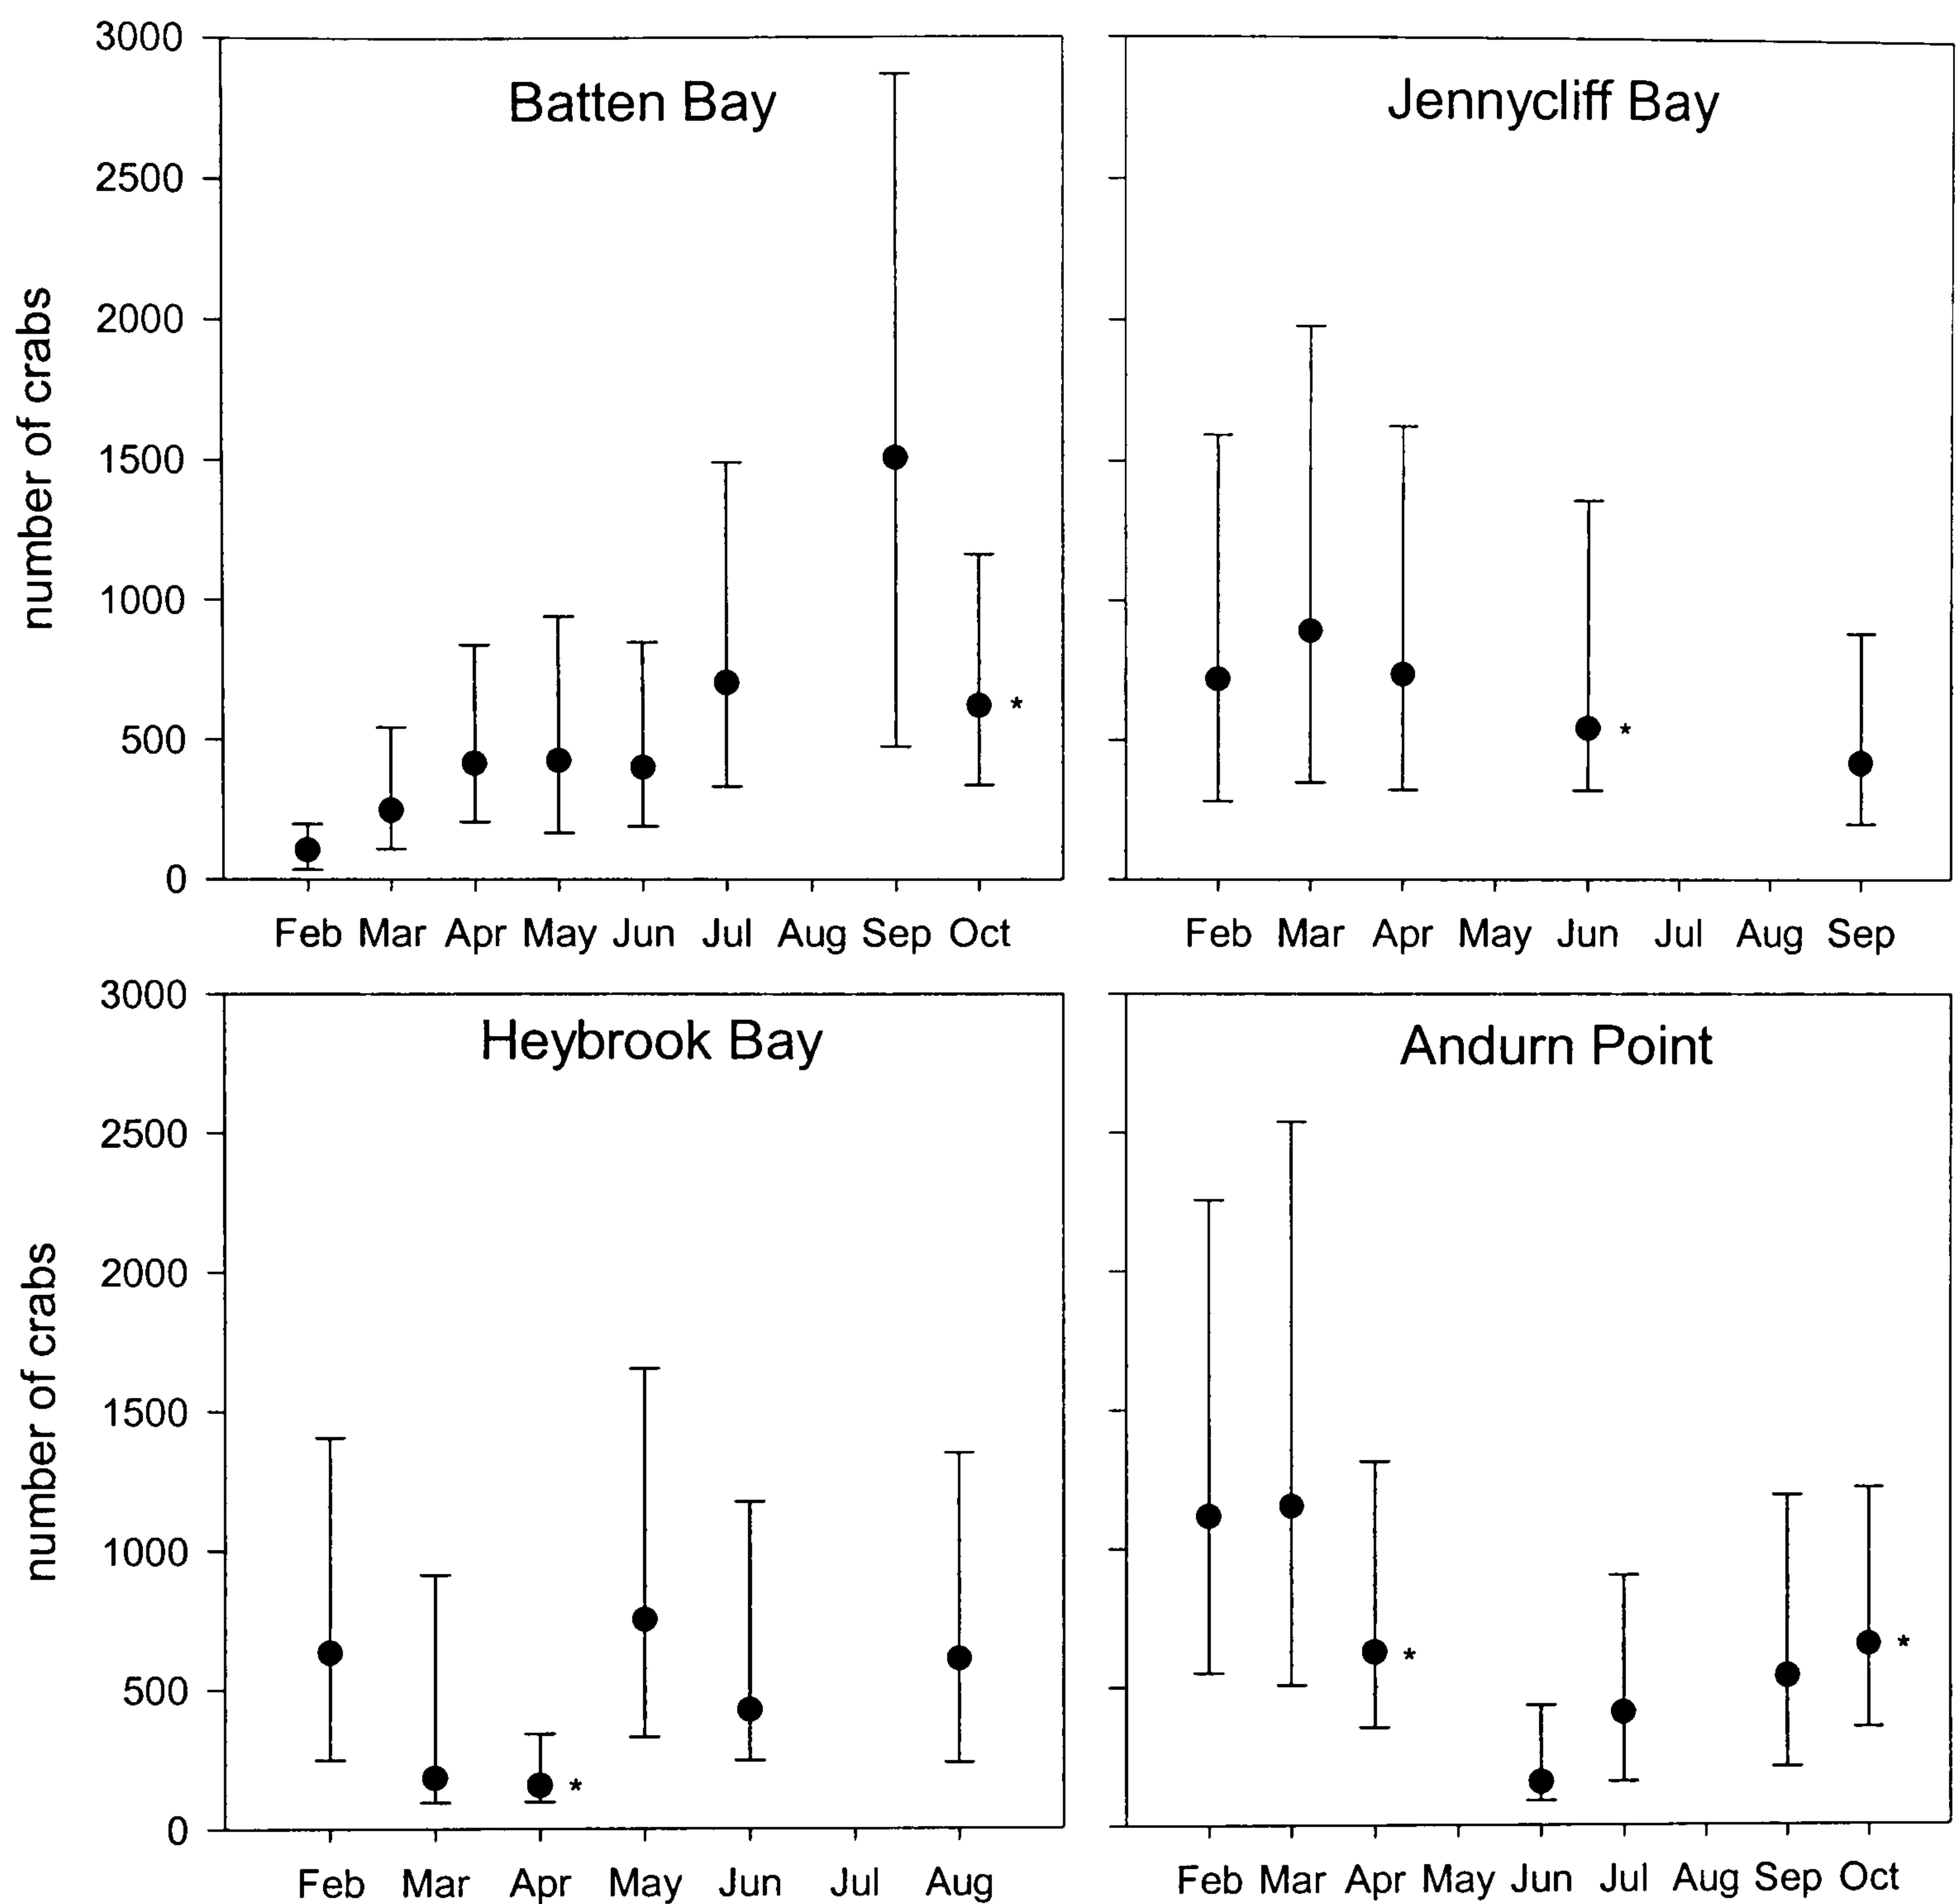 number of crabs
3000
2500
2000
1500
1000
500
0
Batten Bay
*
Feb Mar Apr May Jun Jul Aug Sep Oct
Jennycliff Bay
*
Feb Mar Apr May Jun Jul Aug Sep
number of crabs
3000
2500
2000
1500
1000
500
0
Heybrook Bay
*
Feb Mar Apr May Jun Jul Aug
Andurn Point
*
*
Feb Mar Apr May Jun Jul Aug Sep Oct